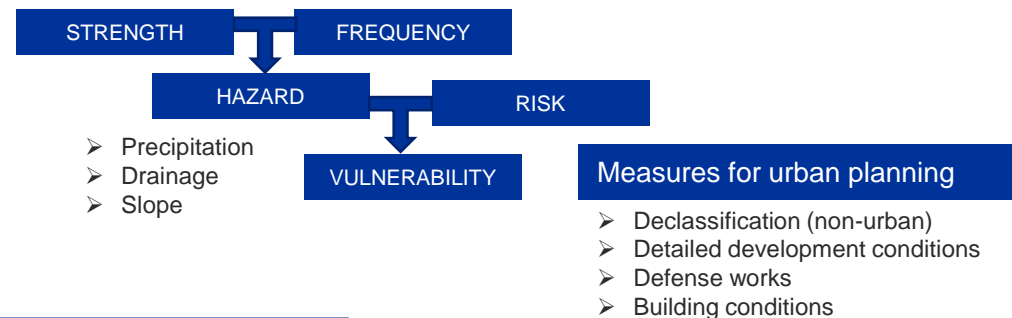 STRENGTH
FREQUENCY
HAZARD
RISK
➢ Precipitation
➢ Drainage
➢ Slope
VULNERABILITY
Measures for urban planning
➢ Declassification (non-urban)
➢ Detailed development conditions
➢ Defense works
➢ Building conditions